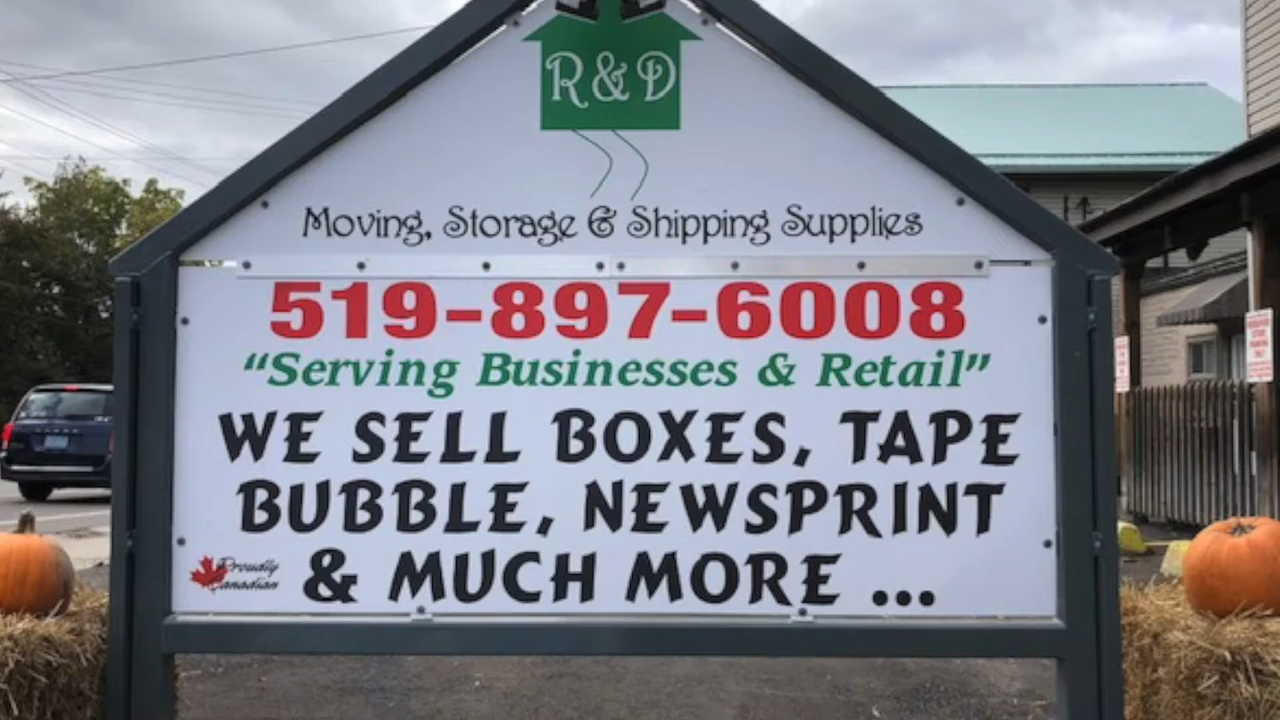 R&D
Moving, Storage & Shipping Supplies
519-897-6008
“Serving Businesses & Retail”
WE SELL BOXES, TAPE
BUBBLE, NEWSPRINT
& MUCH MORE ...
Proudly
Canadian